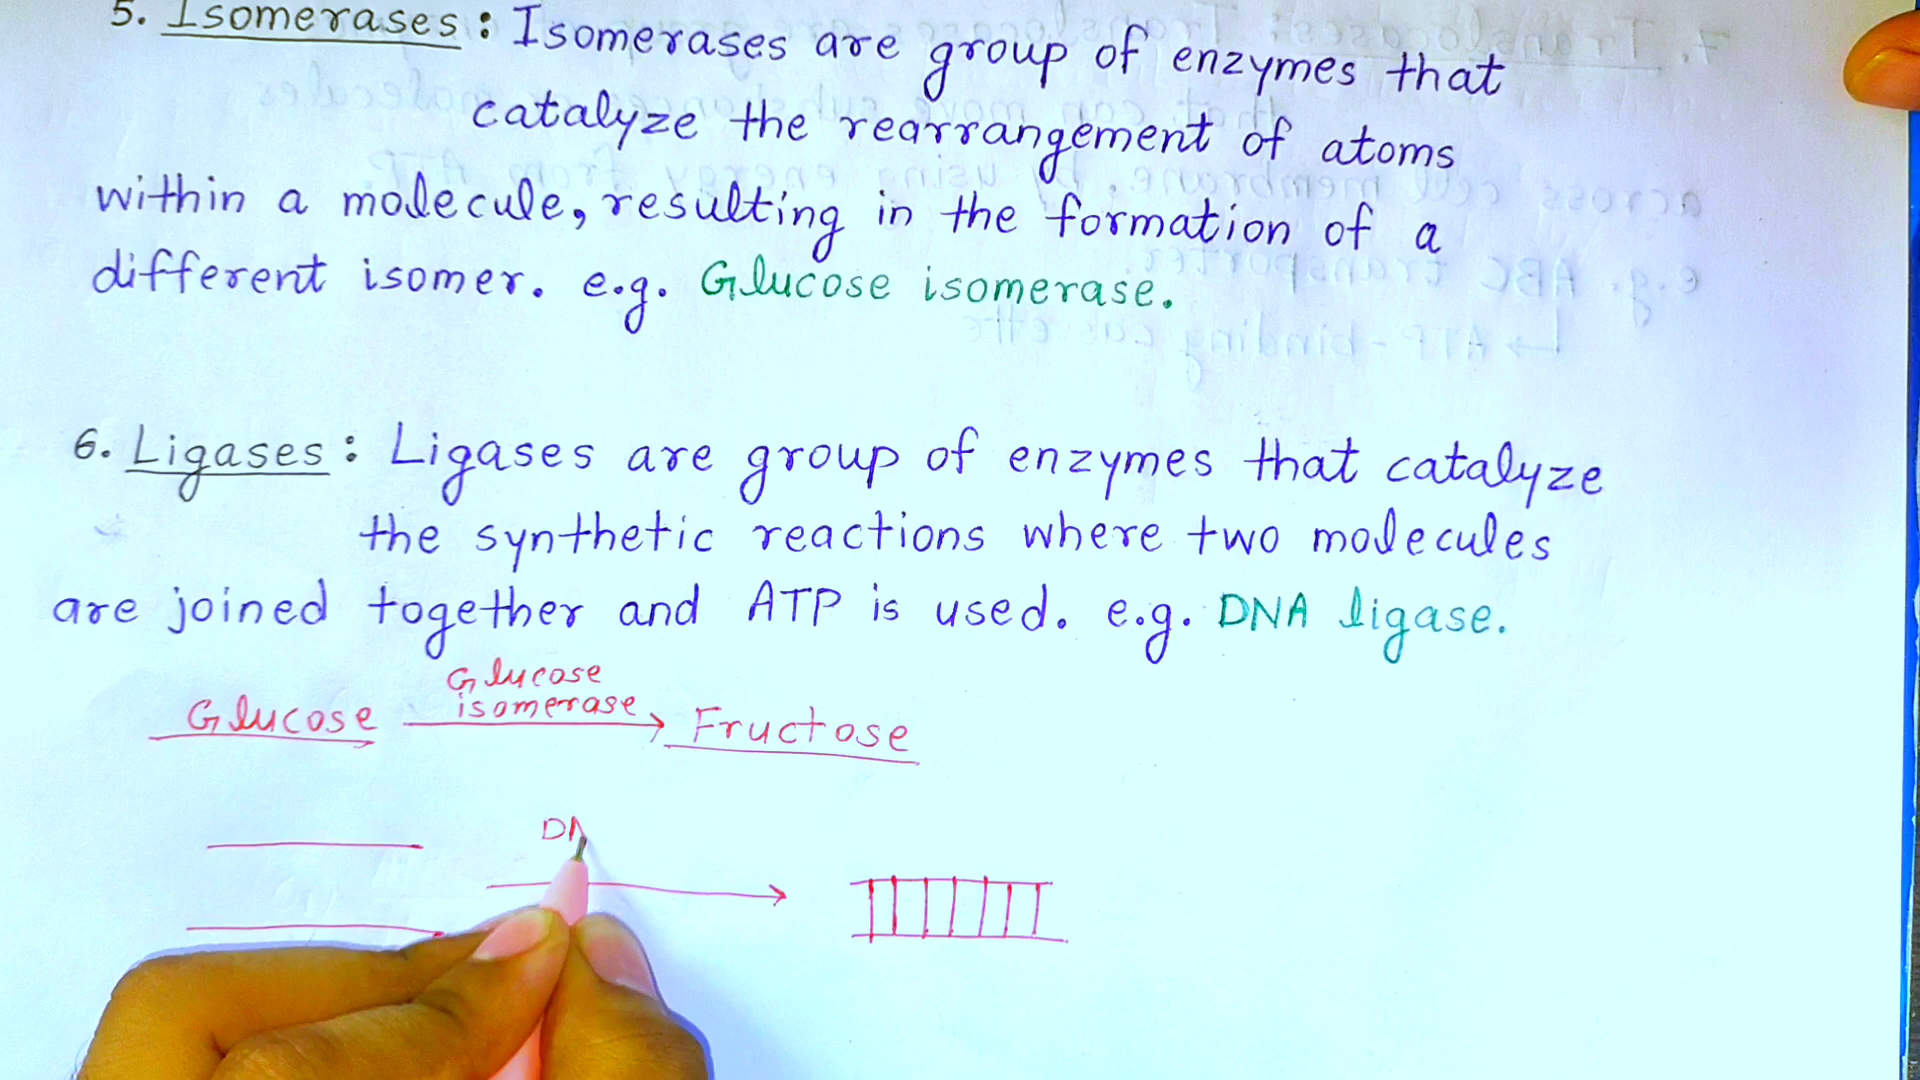 5. Isomerases: Isomerases are group of enzymes that
catalyze the rearrangement of atoms
within a molecule, resulting in the formation of a
different isomer. e.g. Glucose isomerase.
6. Ligases: Ligases are group of enzymes that catalyze
the synthetic reactions where two molecules
are joined together and ATP is used. e.g. DNA ligase.
Glucose
isomerase
Glucose → Fructose